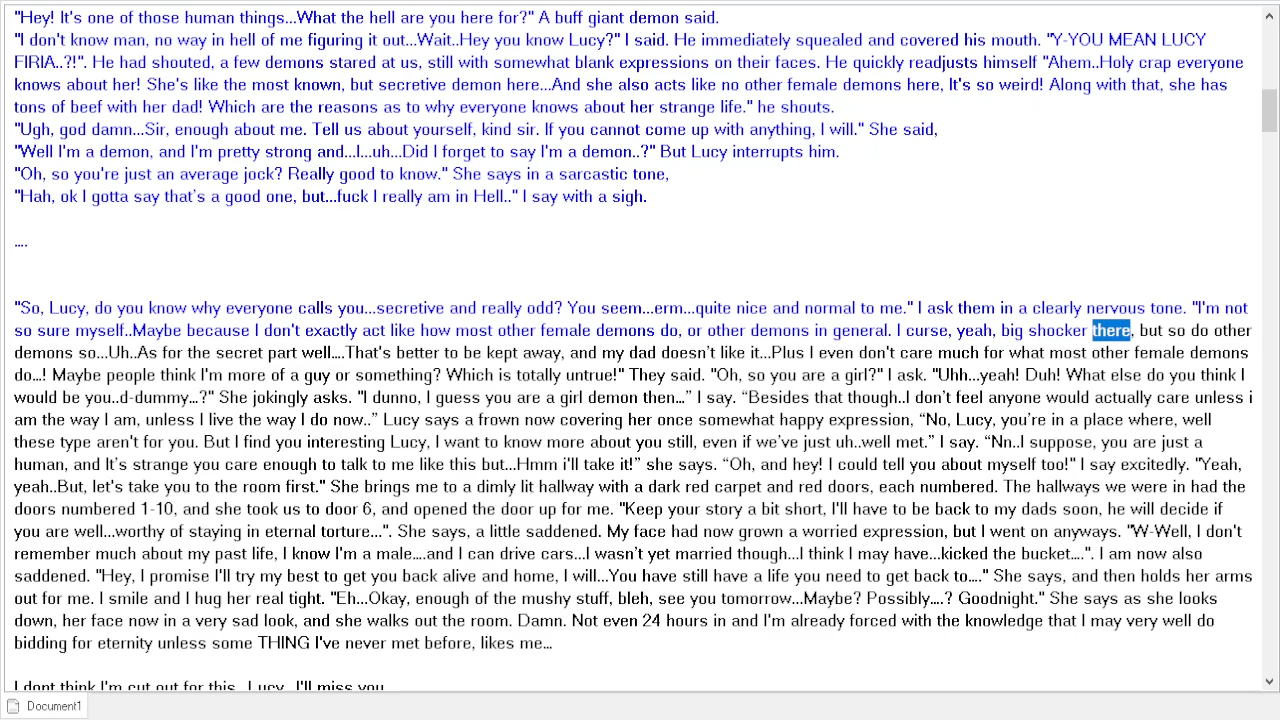 "Hey! It's one of those human things...What the hell are you here for?" A buff giant demon said.
"I don't know man, no way in hell of me figuring it out...Wait..Hey you know Lucy?" I said. He immediately squealed and covered his mouth. "Y-YOU MEAN LUCY
FIRIA..?!". He had shouted, a few demons stared at us, still with somewhat blank expressions on their faces. He quickly readjusts himself "Ahem..Holy crap everyone
knows about her! She's like the most known, but secretive demon here...And she also acts like no other female demons here, It's so weird! Along with that, she has
tons of beef with her dad! Which are the reasons as to why everyone knows about her strange life." he shouts.
"Ugh, god damn...Sir, enough about me. Tell us about yourself, kind sir. If you cannot come up with anything, I will." She said,
"Well I'm a demon, and I'm pretty strong and...I...uh...Did I forget to say I'm a demon..?" But Lucy interrupts him.
"Oh, so you're just an average jock? Really good to know." She says in a sarcastic tone,
"Hah, ok I gotta say that's a good one, but...fuck I really am in Hell.." I say with a sigh.
....
"So, Lucy, do you know why everyone calls you...secretive and really odd? You seem...erm...quite nice and normal to me." I ask them in a clearly nervous tone. "I'm not
so sure myself..Maybe because I don't exactly act like how most other female demons do, or other demons in general. I curse, yeah, big shocker there, but so do other
demons so...Uh..As for the secret part well....That's better to be kept away, and my dad doesn’t like it...Plus I even don't care much for what most other female demons
do...! Maybe people think I'm more of a guy or something? Which is totally untrue!" They said. "Oh, so you are a girl?" I ask. "Uhh...yeah! Duh! What else do you think I
would be you..d-dummy...?" She jokingly asks. "I dunno, I guess you are a girl demon then...” I say. “Besides that though..I don’t feel anyone would actually care unless i
am the way I am, unless I live the way I do now..” Lucy says a frown now covering her once somewhat happy expression, “No, Lucy, you’re in a place where, well
these type aren't for you. But I find you interesting Lucy, I want to know more about you still, even if we’ve just uh..well met.” I say. “Nn..I suppose, you are just a
human, and It’s strange you care enough to talk to me like this but...Hmm i'll take it!” she says. “Oh, and hey! I could tell you about myself too!" I say excitedly. "Yeah,
yeah..But, let's take you to the room first." She brings me to a dimly lit hallway with a dark red carpet and red doors, each numbered. The hallways we were in had the
doors numbered 1-10, and she took us to door 6, and opened the door up for me. "Keep your story a bit short, I'll have to be back to my dads soon, he will decide if
you are well...worthy of staying in eternal torture...". She says, a little saddened. My face had now grown a worried expression, but I went on anyways. "W-Well, I don't
remember much about my past life, I know I'm a male....and I can drive cars...I wasn’t yet married though...I think I may have...kicked the bucket....". I am now also
saddened. "Hey, I promise I'll try my best to get you back alive and home, I will...You have still have a life you need to get back to...." She says, and then holds her arms
out for me. I smile and I hug her real tight. "Eh...Okay, enough of the mushy stuff, bleh, see you tomorrow...Maybe? Possibly....? Goodnight." She says as she looks
down, her face now in a very sad look, and she walks out the room. Damn. Not even 24 hours in and I'm already forced with the knowledge that I may very well do
bidding for eternity unless some THING I've never met before, likes me...
I dont think I'm cut out for this...Lucy...I'll miss you
Document1